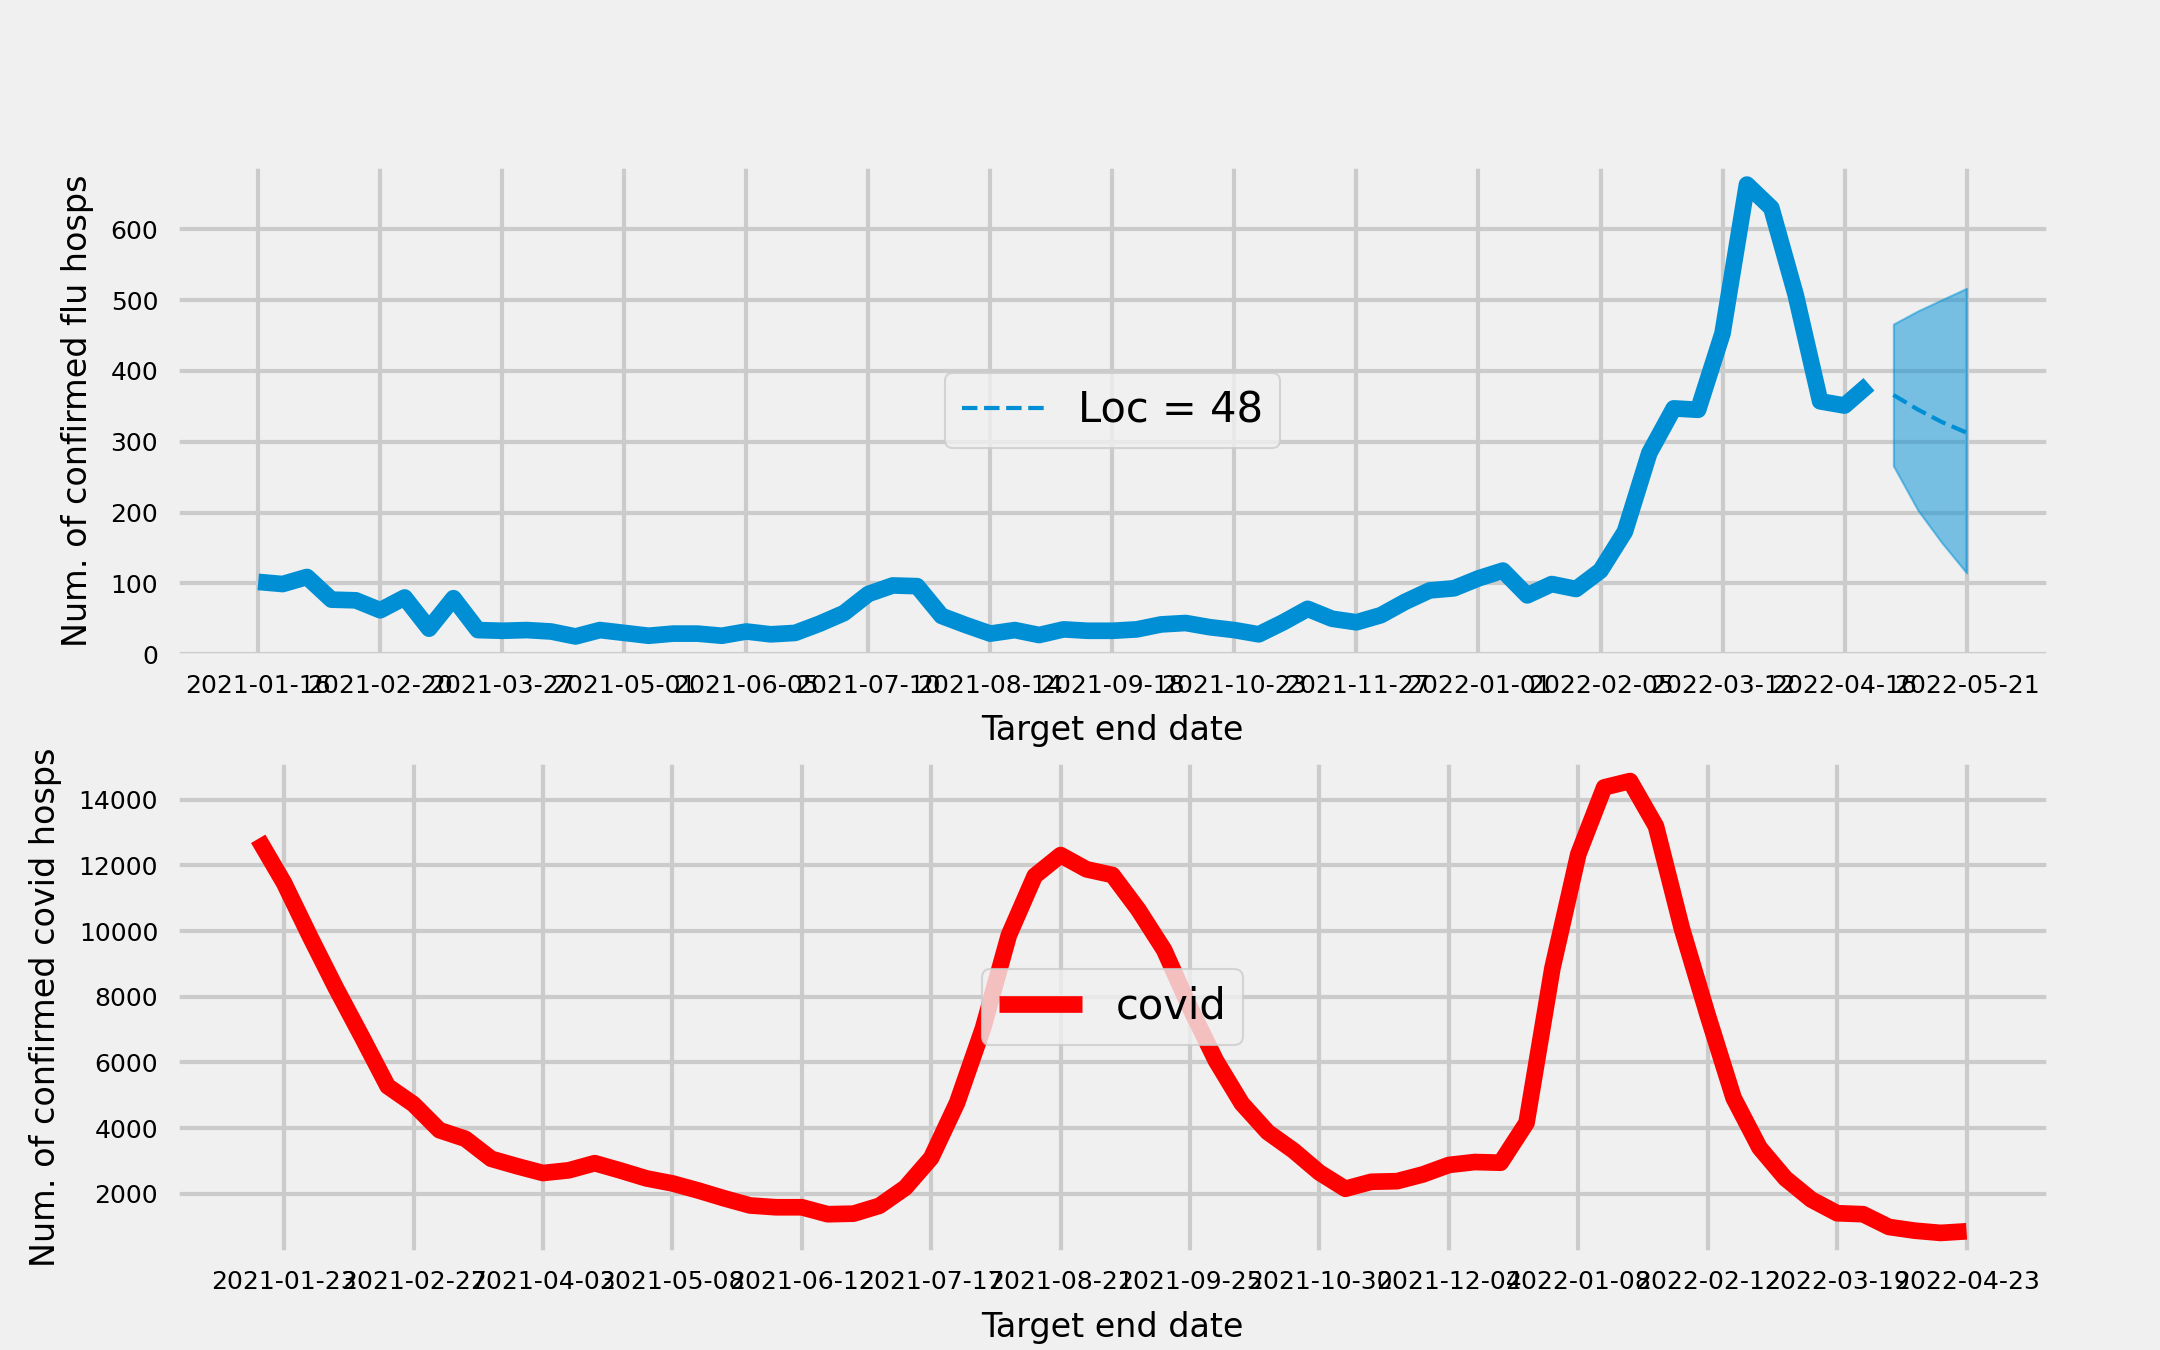 Num. of confirmed flu hosps
600
500
400
300
200
100
0
Loc = 48
2021-01-16 2021-02-20 2021-03-27 2021-05-01 2021-06-05 2021-07-10 2021-08-14 2021-09-18 2021-10-23 2021-11-27 2022-01-01 2022-02-05 2022-03-12 2022-04-16 2022-05-21
Target end date
Num. of confirmed covid hosps
14000
12000
10000
8000
6000
4000
2000
covid
2021-01-23 2021-02-27 2021-04-03 2021-05-08 2021-06-12 2021-07-17 2021-08-21 2021-09-25 2021-10-30 2021-12-04 2022-01-08 2022-02-12 2022-03-19 2022-04-23
Target end date